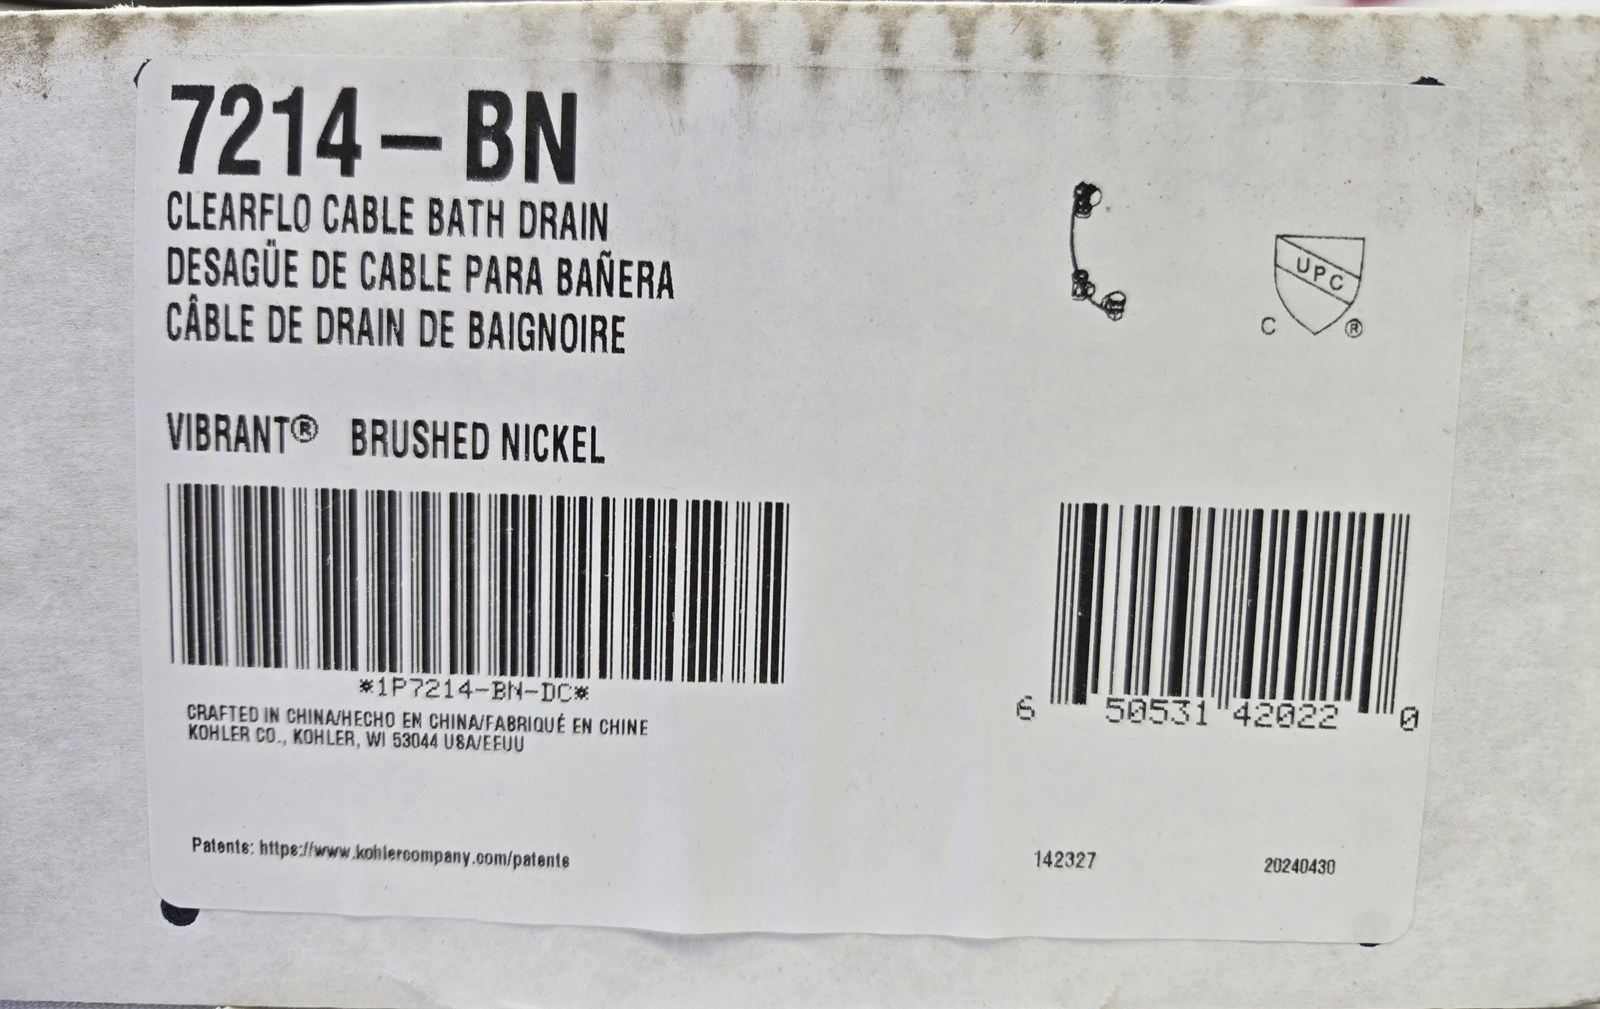 7214-BN
CLEARFLO CABLE BATH DRAIN
DESAGÜE DE CABLE PARA BAÑERA
CÂBLE DE DRAIN DE BAIGNOIRE
UPC
C ®
VIBRANT® BRUSHED NICKEL
*1P7214-BN-DC*
6 50531 42022 0
CRAFTED IN CHINA/HECHO EN CHINA/FABRIQUÉ EN CHINE
KOHLER CO., KOHLER, WI 53044 USA/EEUU
Patents: https://www.kohlercompany.com/patents
142327
20240430